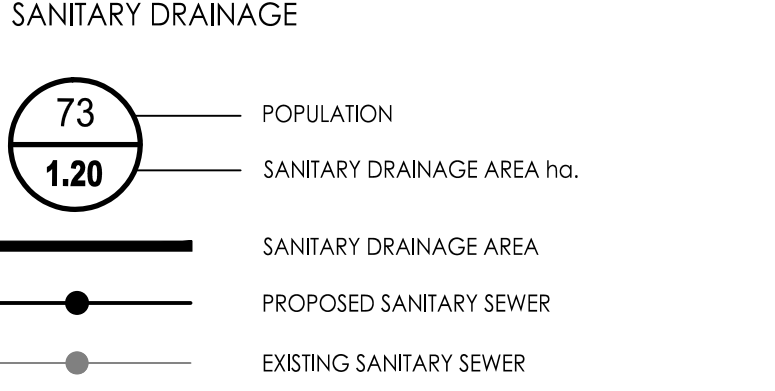 SANITARY DRAINAGE
73
POPULATION
1.20
SANITARY DRAINAGE AREA ha.
SANITARY DRAINAGE AREA
PROPOSED SANITARY SEWER
EXISTING SANITARY SEWER